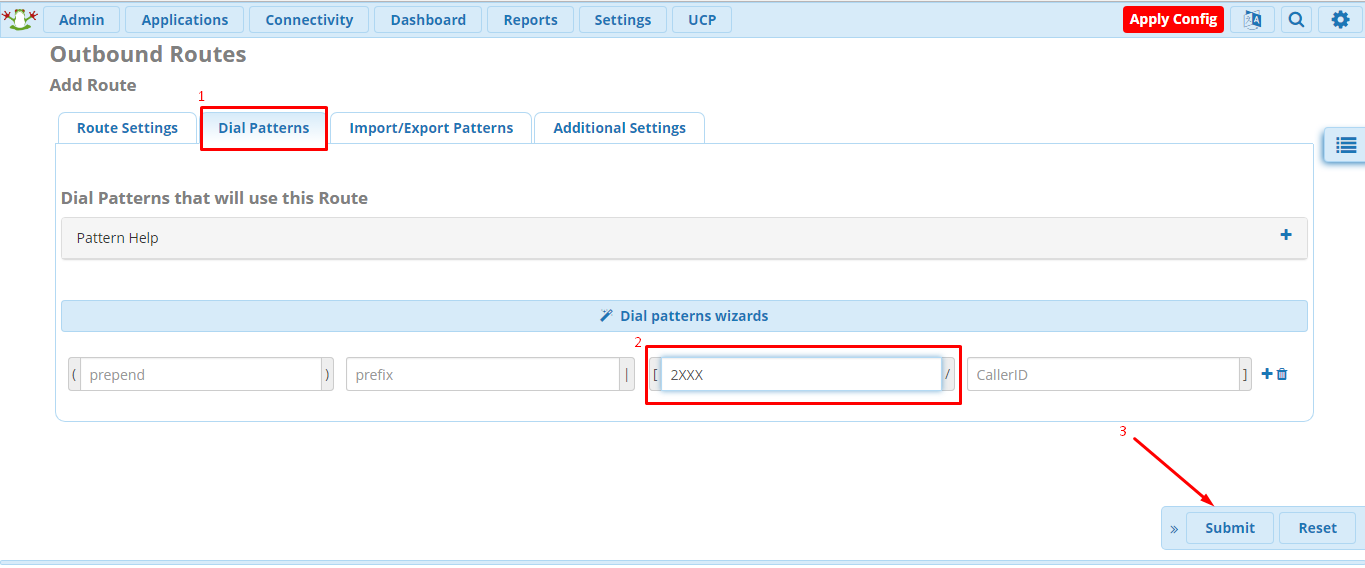 Admin Applications Connectivity Dashboard Reports Settings UCP Apply Config
Outbound Routes
Add Route
1
Route Settings Dial Patterns Import/Export Patterns Additional Settings
Dial Patterns that will use this Route
Pattern Help +
Dial patterns wizards
2
( prepend ) prefix | [ 2XXX / CallerID ] +
3
» Submit Reset